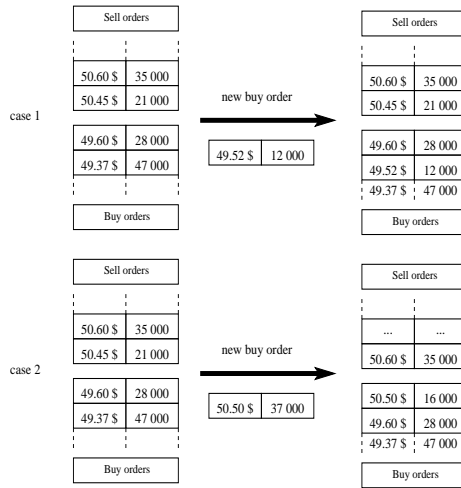 Sell orders
50.60 $ 35 000
50.45 $ 21 000
case 1
49.60 $ 28 000
49.37 $ 47 000
Buy orders
new buy order
49.52 $ 12 000
Sell orders
50.60 $ 35 000
50.45 $ 21 000
49.60 $ 28 000
49.52 $ 12 000
49.37 $ 47 000
Buy orders
Sell orders
50.60 $ 35 000
50.45 $ 21 000
case 2
49.60 $ 28 000
49.37 $ 47 000
Buy orders
new buy order
50.50 $ 37 000
Sell orders
... ...
50.60 $ 35 000
50.50 $ 16 000
49.60 $ 28 000
49.37 $ 47 000
Buy orders